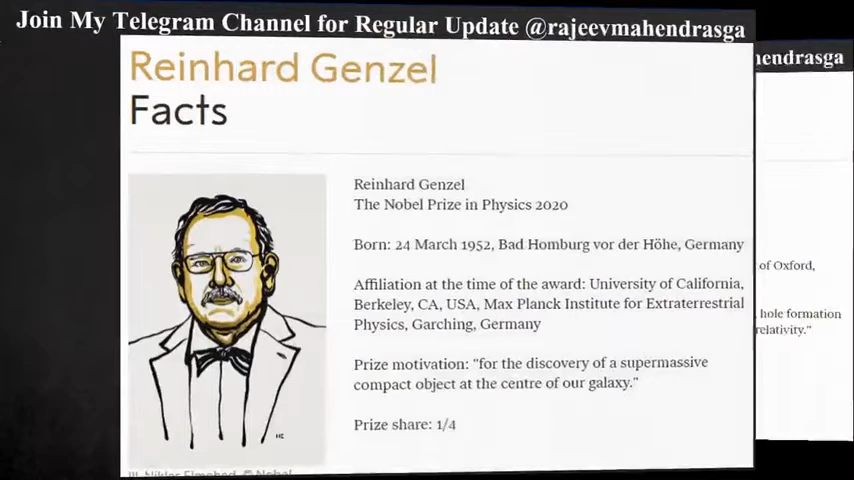 Join My Telegram Channel for Regular Update @rajeevmahendrasga
hendrasga
Reinhard Genzel
Facts
Reinhard Genzel
The Nobel Prize in Physics 2020
Born: 24 March 1952, Bad Homburg vor der Höhe, Germany
Affiliation at the time of the award: University of California,
Berkeley, CA, USA, Max Planck Institute for Extraterrestrial
Physics, Garching, Germany
Prize motivation: "for the discovery of a supermassive
compact object at the centre of our galaxy."
Prize share: 1/4
of Oxford,
hole formation
relativity."